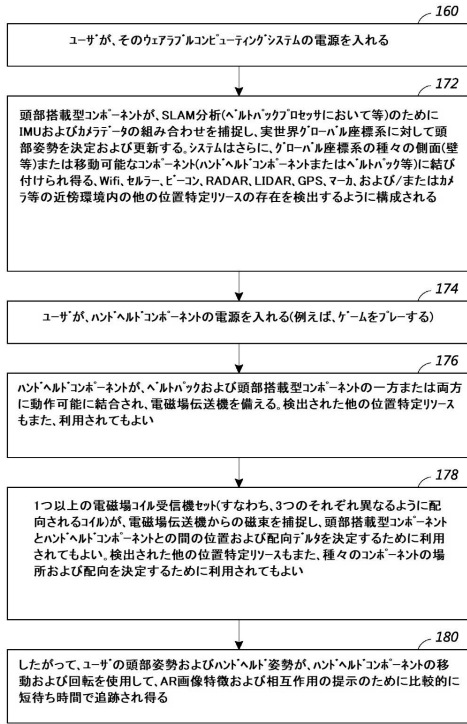 160
ユーザが、そのウェアラブルコンピューティングシステムの電源を入れる
172
頭部搭載型コンポーネントが、SLAM分析(ベルトパックプロセッサにおいて等)のために
IMUおよびカメラデータの組み合わせを捕捉し、実世界グローバル座標系に対して頭
部姿勢を決定および更新する。システムはさらに、グローバル座標系の種々の側面(壁
等)または移動可能なコンポーネント(ハンドヘルドコンポーネントまたはベルトパック等)に結び
付けられ得る、Wifi、セルラー、ビーコン、RADAR、LIDAR、GPS、マーカ、および/またはカメ
ラ等の近傍環境内の他の位置特定リソースの存在を検出するように構成される
174
ユーザが、ハンドヘルドコンポーネントの電源を入れる(例えば、ゲームをプレーする)
176
ハンドヘルドコンポーネントが、ベルトパックおよび頭部搭載型コンポーネントの一方または両方
に動作可能に結合され、電磁場伝送機を備える。検出された他の位置特定リソース
もまた、利用されてもよい
178
1つ以上の電磁場コイル受信機セット(すなわち、3つのそれぞれ異なるように配
向されるコイル)が、電磁場伝送機からの磁束を捕捉し、頭部搭載型コンポーネント
とハンドヘルドコンポーネントとの間の位置および配向デルタを決定するために利用
されてもよい。検出された他の位置特定リソースもまた、種々のコンポーネントの場
所および配向を決定するために利用されてもよい
180
したがって、ユーザの頭部姿勢およびハンドヘルド姿勢が、ハンドヘルドコンポーネントの移
動および回転を使用して、AR画像特徴および相互作用の提示のために比較的に
短待ち時間で追跡され得る